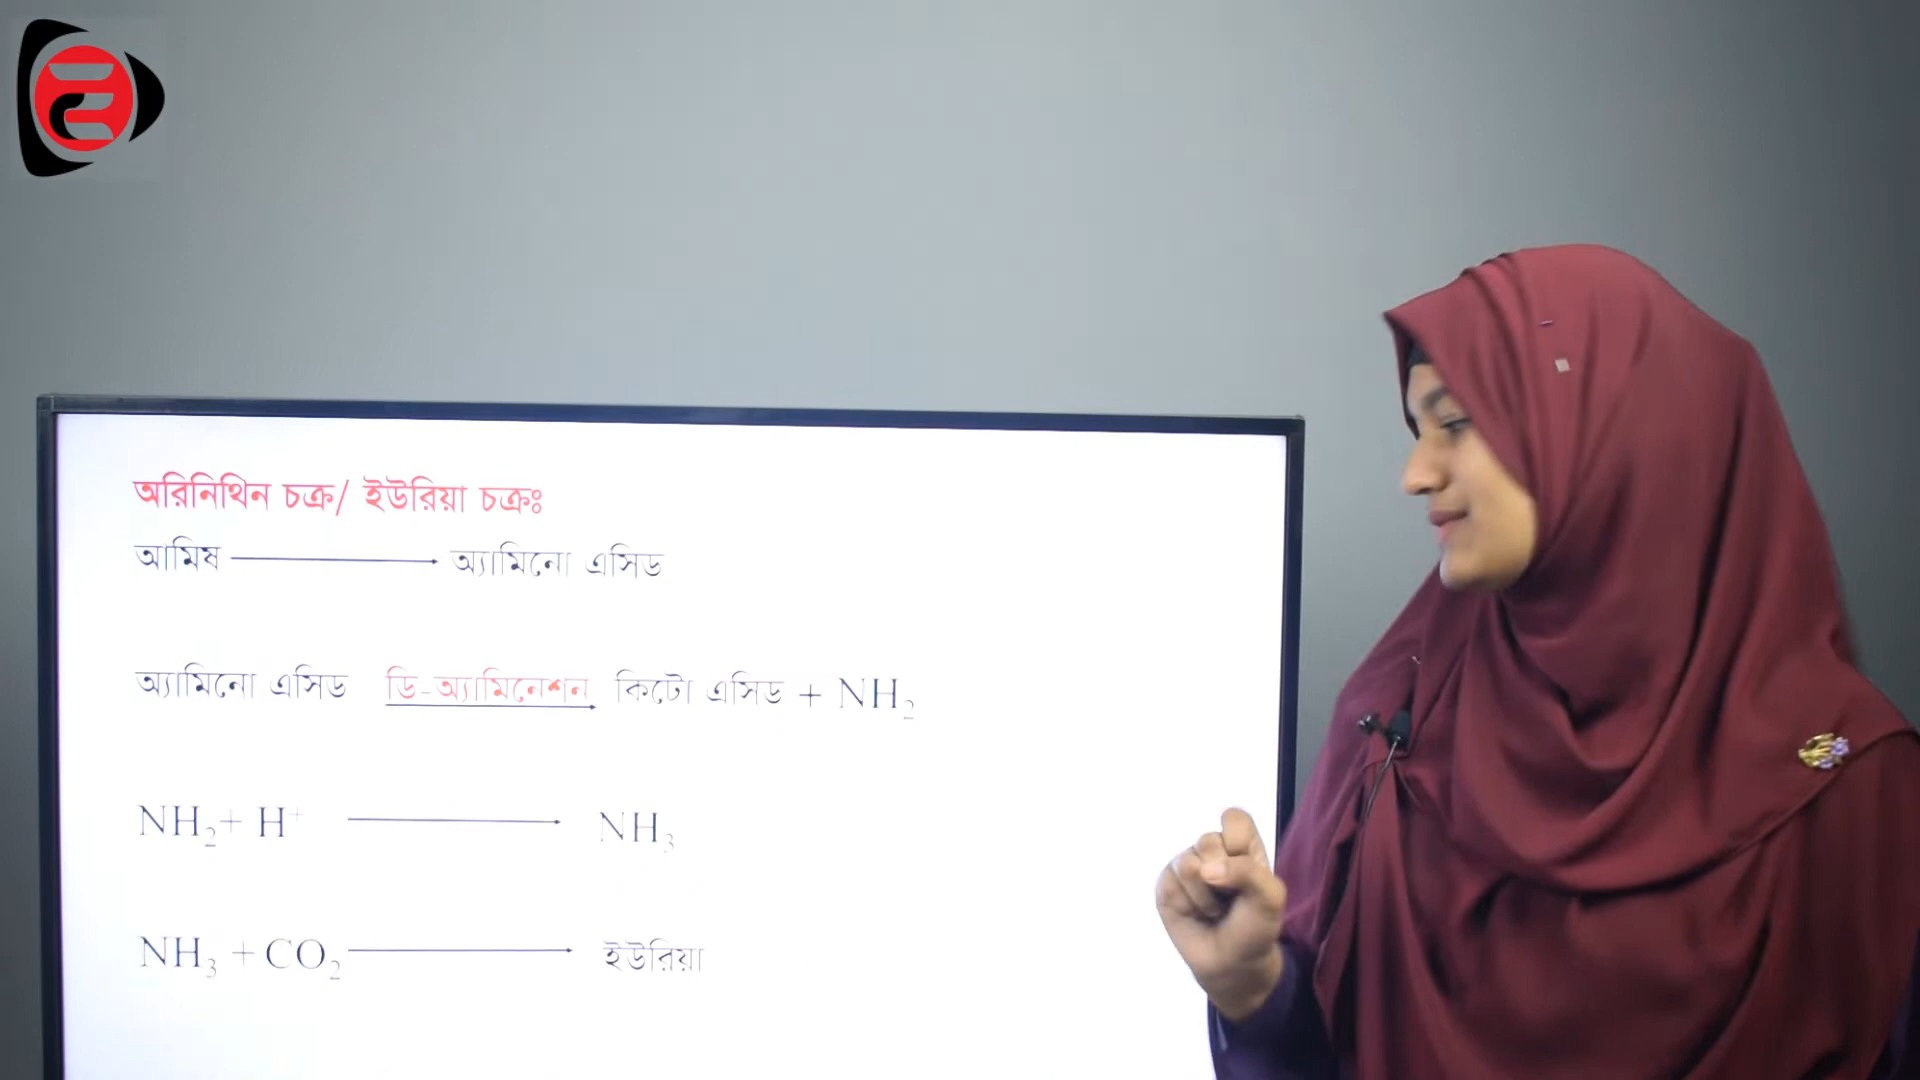 অরিনিথিন চক্র/ ইউরিয়া চক্রঃ
আমিষ ⟶ অ্যামিনো এসিড
অ্যামিনো এসিড ডি-অ্যামিনেশন কিটো এসিড + NH₂
NH₂+ H⁺ ⟶ NH₃
NH₃ + CO₂ ⟶ ইউরিয়া